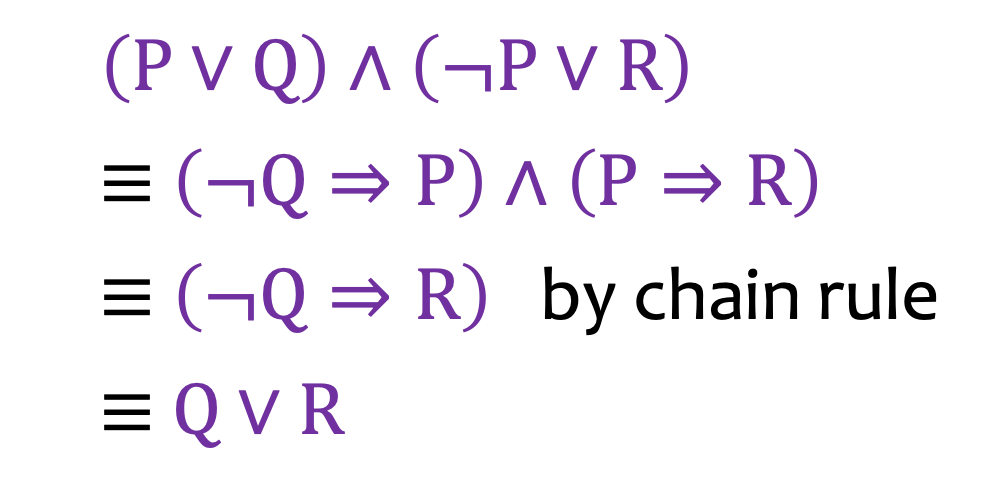 (P ∨ Q) ∧ (¬P ∨ R)
≡ (¬Q ⇒ P) ∧ (P ⇒ R)
≡ (¬Q ⇒ R) by chain rule
≡ Q ∨ R